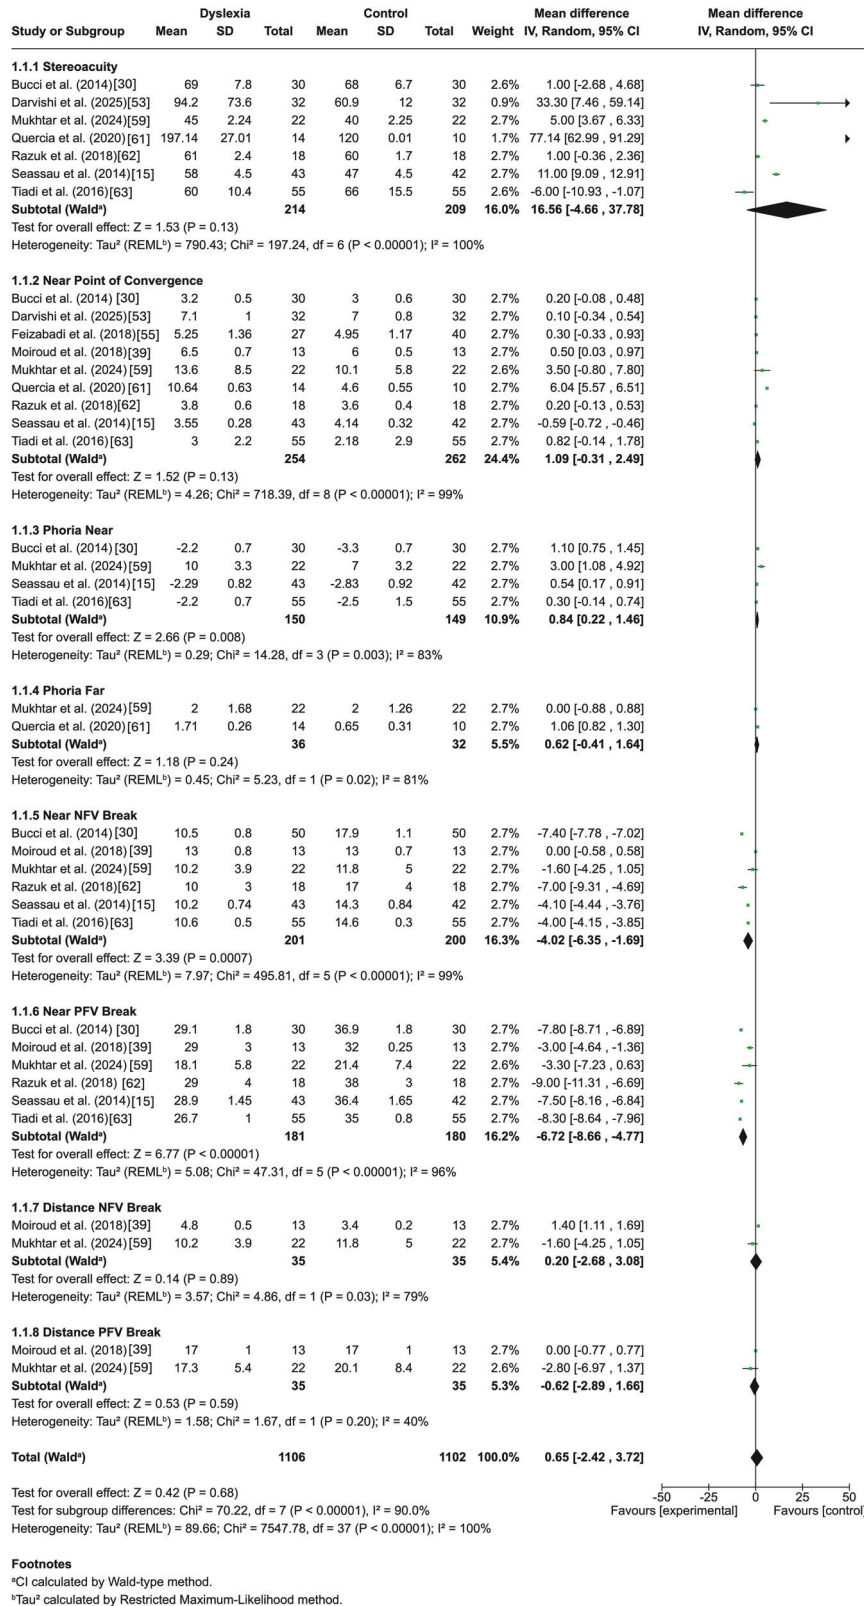 Dyslexia Control Mean difference Mean difference
Study or Subgroup Mean SD Total Mean SD Total Weight IV, Random, 95% CI IV, Random, 95% CI
1.1.1 Stereoacuity
Bucci et al. (2014)[30] 69 7.8 30 68 6.7 30 2.6% 1.00 [-2.68 , 4.68]
Darvishi et al. (2025)[53] 94.2 73.6 32 60.9 12 32 0.9% 33.30 [7.46 , 59.14]
Mukhtar et al. (2024)[59] 45 2.24 22 40 2.25 22 2.7% 5.00 [3.67 , 6.33]
Quercia et al. (2020)[61] 197.14 27.01 14 120 0.01 10 1.7% 77.14 [62.99 , 91.29]
Razuk et al. (2018)[62] 61 2.4 18 60 1.7 18 2.7% 1.00 [-0.36 , 2.36]
Seassau et al. (2014)[15] 58 4.5 43 47 4.5 42 2.7% 11.00 [9.09 , 12.91]
Tiadi et al. (2016)[63] 60 10.4 55 66 15.5 55 2.6% -6.00 [-10.93 , -1.07]
Subtotal (Waldᵃ) 214 209 16.0% 16.56 [-4.66 , 37.78]
Test for overall effect: Z = 1.53 (P = 0.13)
Heterogeneity: Tau² (REMLᵇ) = 790.43; Chi² = 197.24, df = 6 (P < 0.00001); I² = 100%
1.1.2 Near Point of Convergence
Bucci et al. (2014) [30] 3.2 0.5 30 3 0.6 30 2.7% 0.20 [-0.08 , 0.48]
Darvishi et al. (2025)[53] 7.1 1 32 7 0.8 32 2.7% 0.10 [-0.34 , 0.54]
Feizabadi et al. (2018)[55] 5.25 1.36 27 4.95 1.17 40 2.7% 0.30 [-0.33 , 0.93]
Moiroud et al. (2018)[39] 6.5 0.7 13 6 0.5 13 2.7% 0.50 [0.03 , 0.97]
Mukhtar et al. (2024)[59] 13.6 8.5 22 10.1 5.8 22 2.7% 3.50 [-0.80 , 7.80]
Quercia et al. (2020)[61] 10.64 0.63 14 4.6 0.55 10 2.7% 6.04 [5.57 , 6.51]
Razuk et al. (2018)[62] 3.8 0.6 18 3.6 0.4 18 2.7% 0.20 [-0.13 , 0.53]
Seassau et al. (2014)[15] 3.55 0.28 43 4.14 0.32 42 2.7% -0.59 [-0.72 , -0.46]
Tiadi et al. (2016)[63] 3 2.2 55 2.18 2.9 55 2.7% 0.82 [-0.14 , 1.78]
Subtotal (Waldᵃ) 254 262 24.4% 1.09 [-0.31 , 2.49]
Test for overall effect: Z = 1.52 (P = 0.13)
Heterogeneity: Tau² (REMLᵇ) = 4.26; Chi² = 718.39, df = 8 (P < 0.00001); I² = 99%
1.1.3 Phoria Near
Bucci et al. (2014)[30] -2.2 0.7 30 -3.3 0.7 30 2.7% 1.10 [0.75 , 1.45]
Mukhtar et al. (2024)[59] 10 3.3 22 7 3.2 22 2.7% 3.00 [1.08 , 4.92]
Seassau et al. (2014)[15] -2.29 0.82 43 -2.83 0.92 42 2.7% 0.54 [0.17 , 0.91]
Tiadi et al. (2016)[63] -2.2 0.7 55 -2.5 1.5 55 2.7% 0.30 [-0.14 , 0.74]
Subtotal (Waldᵃ) 150 149 10.9% 0.84 [0.22 , 1.46]
Test for overall effect: Z = 2.66 (P = 0.008)
Heterogeneity: Tau² (REMLᵇ) = 0.29; Chi² = 14.28, df = 3 (P = 0.003); I² = 83%
1.1.4 Phoria Far
Mukhtar et al. (2024)[59] 2 1.68 22 2 1.26 22 2.7% 0.00 [-0.88 , 0.88]
Quercia et al. (2020)[61] 1.71 0.26 14 0.65 0.31 10 2.7% 1.06 [0.82 , 1.30]
Subtotal (Waldᵃ) 36 32 5.5% 0.62 [-0.41 , 1.64]
Test for overall effect: Z = 1.18 (P = 0.24)
Heterogeneity: Tau² (REMLᵇ) = 0.45; Chi² = 5.23, df = 1 (P = 0.02); I² = 81%
1.1.5 Near NFV Break
Bucci et al. (2014)[30] 10.5 0.8 50 17.9 1.1 50 2.7% -7.40 [-7.78 , -7.02]
Moiroud et al. (2018)[39] 13 0.8 13 13 0.7 13 2.7% 0.00 [-0.58 , 0.58]
Mukhtar et al. (2024)[59] 10.2 3.9 22 11.8 5 22 2.7% -1.60 [-4.25 , 1.05]
Razuk et al. (2018)[62] 10 3 18 17 4 18 2.7% -7.00 [-9.31 , -4.69]
Seassau et al. (2014)[15] 10.2 0.74 43 14.3 0.84 42 2.7% -4.10 [-4.44 , -3.76]
Tiadi et al. (2016)[63] 10.6 0.5 55 14.6 0.3 55 2.7% -4.00 [-4.15 , -3.85]
Subtotal (Waldᵃ) 201 200 16.3% -4.02 [-6.35 , -1.69]
Test for overall effect: Z = 3.39 (P = 0.0007)
Heterogeneity: Tau² (REMLᵇ) = 7.97; Chi² = 495.81, df = 5 (P < 0.00001); I² = 99%
1.1.6 Near PFV Break
Bucci et al. (2014) [30] 29.1 1.8 30 36.9 1.8 30 2.7% -7.80 [-8.71 , -6.89]
Moiroud et al. (2018)[39] 29 3 13 32 0.25 13 2.7% -3.00 [-4.64 , -1.36]
Mukhtar et al. (2024)[59] 18.1 5.8 22 21.4 7.4 22 2.6% -3.30 [-7.23 , 0.63]
Razuk et al. (2018) [62] 29 4 18 38 3 18 2.7% -9.00 [-11.31 , -6.69]
Seassau et al. (2014)[15] 28.9 1.45 43 36.4 1.65 42 2.7% -7.50 [-8.16 , -6.84]
Tiadi et al. (2016)[63] 26.7 1 55 35 0.8 55 2.7% -8.30 [-8.64 , -7.96]
Subtotal (Waldᵃ) 181 180 16.2% -6.72 [-8.66 , -4.77]
Test for overall effect: Z = 6.77 (P < 0.00001)
Heterogeneity: Tau² (REMLᵇ) = 5.08; Chi² = 47.31, df = 5 (P < 0.00001); I² = 96%
1.1.7 Distance NFV Break
Moiroud et al. (2018)[39] 4.8 0.5 13 3.4 0.2 13 2.7% 1.40 [1.11 , 1.69]
Mukhtar et al. (2024)[59] 10.2 3.9 22 11.8 5 22 2.7% -1.60 [-4.25 , 1.05]
Subtotal (Waldᵃ) 35 35 5.4% 0.20 [-2.68 , 3.08]
Test for overall effect: Z = 0.14 (P = 0.89)
Heterogeneity: Tau² (REMLᵇ) = 3.57; Chi² = 4.86, df = 1 (P = 0.03); I² = 79%
1.1.8 Distance PFV Break
Moiroud et al. (2018)[39] 17 1 13 17 1 13 2.7% 0.00 [-0.77 , 0.77]
Mukhtar et al. (2024)[59] 17.3 5.4 22 20.1 8.4 22 2.6% -2.80 [-6.97 , 1.37]
Subtotal (Waldᵃ) 35 35 5.3% -0.62 [-2.89 , 1.66]
Test for overall effect: Z = 0.53 (P = 0.59)
Heterogeneity: Tau² (REMLᵇ) = 1.58; Chi² = 1.67, df = 1 (P = 0.20); I² = 40%
Total (Waldᵃ) 1106 1102 100.0% 0.65 [-2.42 , 3.72]
Test for overall effect: Z = 0.42 (P = 0.68)
Test for subgroup differences: Chi² = 70.22, df = 7 (P < 0.00001), I² = 90.0%
Heterogeneity: Tau² (REMLᵇ) = 89.66; Chi² = 7547.78, df = 37 (P < 0.00001); I² = 100%
-50 -25 0 25 50
Favours [experimental] Favours [control]
Footnotes
ᵃCI calculated by Wald-type method.
ᵇTau² calculated by Restricted Maximum-Likelihood method.